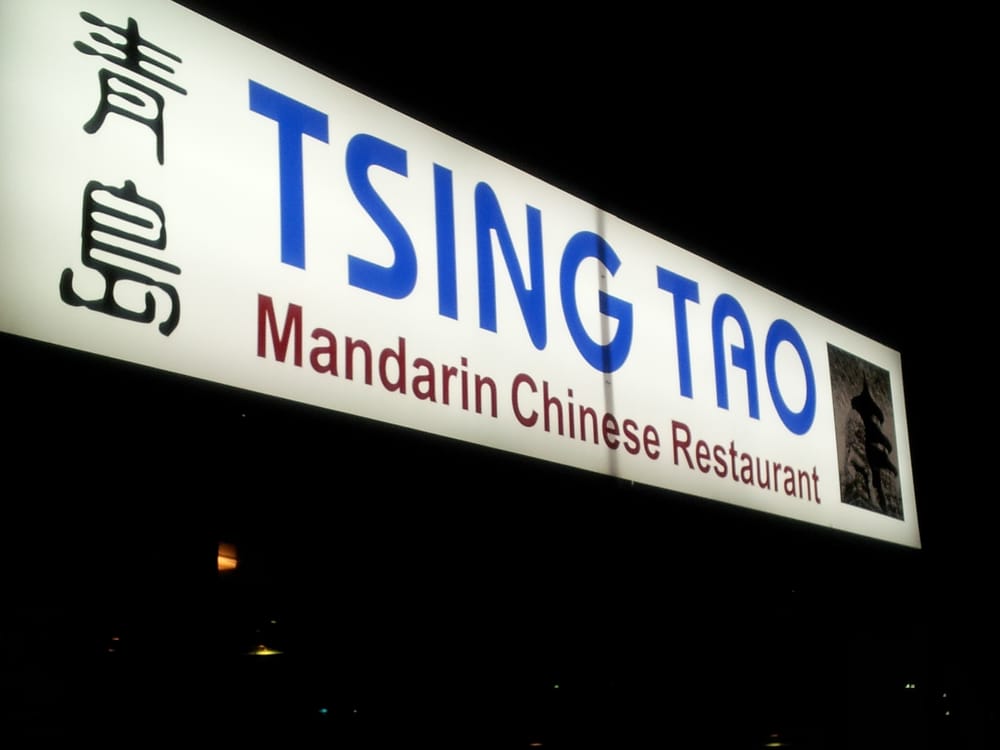 青島
TSING TAO
Mandarin Chinese Restaurant